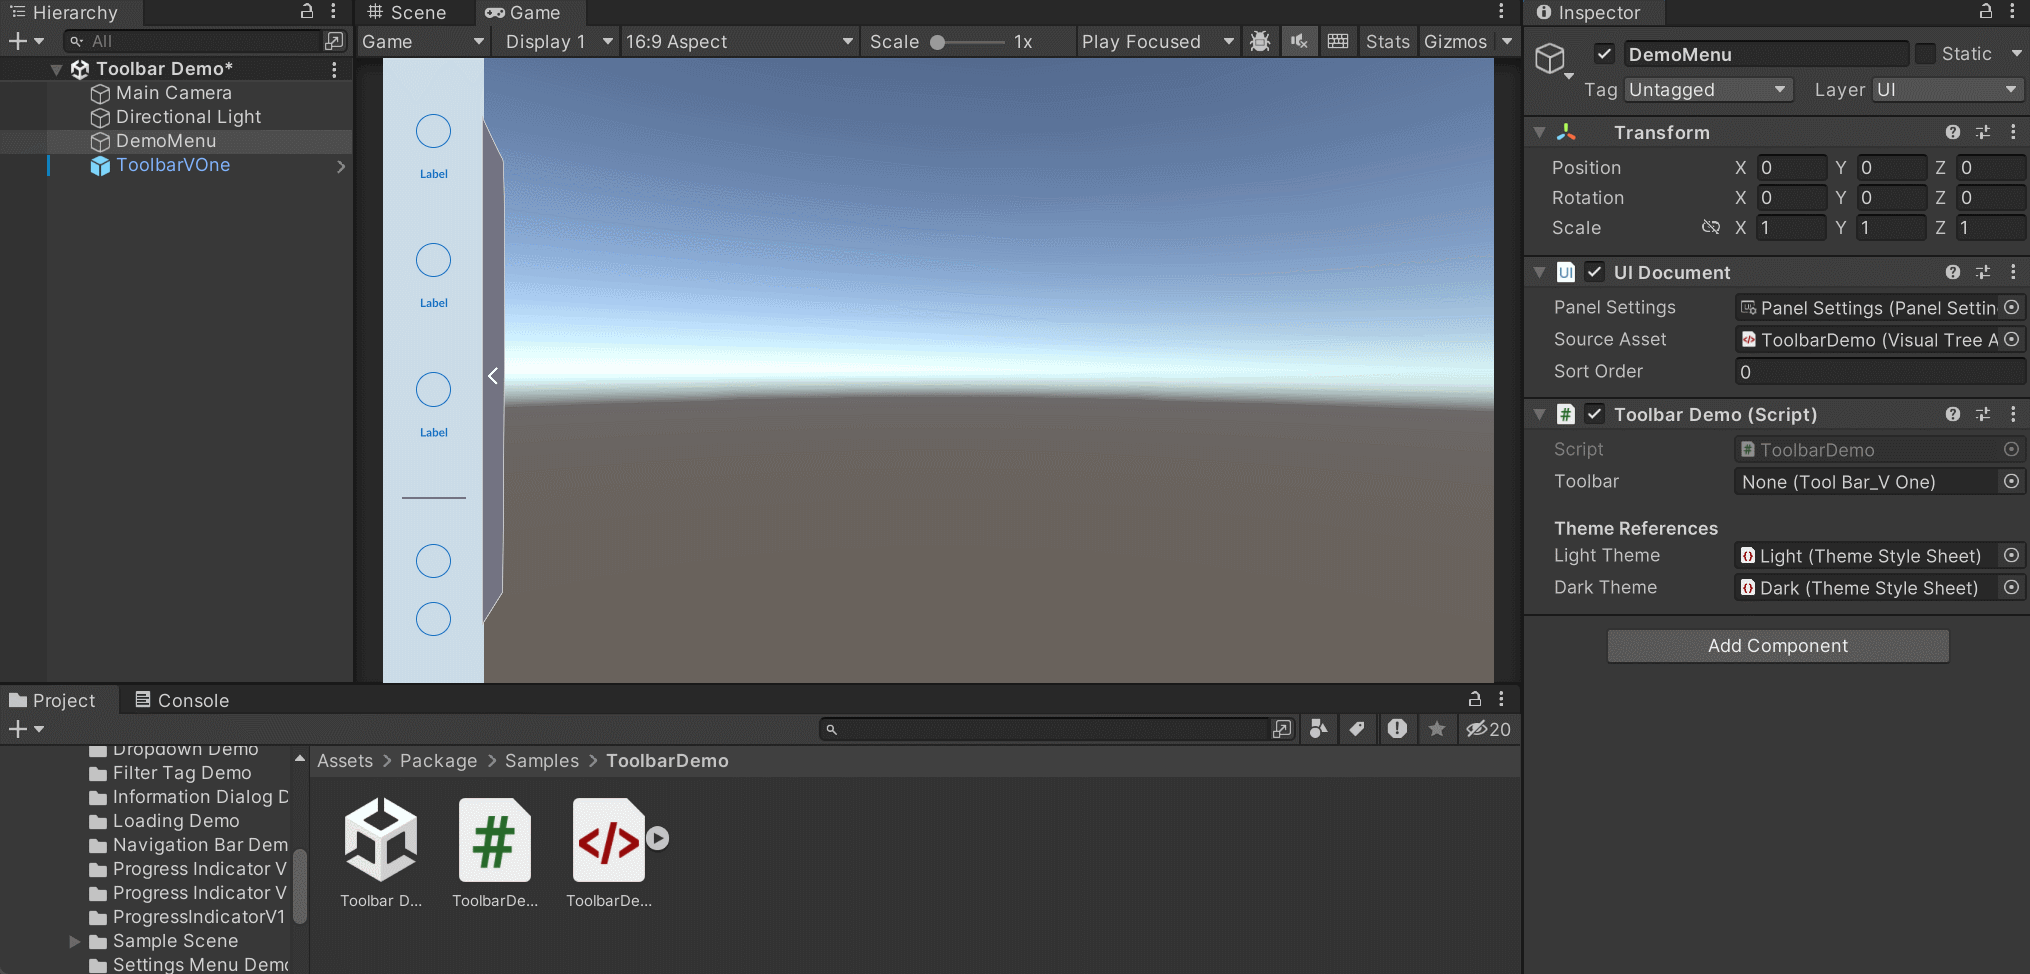 Hierarchy
All
Toolbar Demo*
Main Camera
Directional Light
DemoMenu
ToolbarVOne
Scene Game
Game Display 1 16:9 Aspect Scale 1x Play Focused Stats Gizmos
Label
Label
Label
Inspector
DemoMenu Static
Tag Untagged Layer UI
Transform
Position X 0 Y 0 Z 0
Rotation X 0 Y 0 Z 0
Scale X 1 Y 1 Z 1
UI Document
Panel Settings Panel Settings (Panel Settin
Source Asset ToolbarDemo (Visual Tree A
Sort Order 0
# Toolbar Demo (Script)
Script ToolbarDemo
Toolbar None (Tool Bar_V One)
Theme References
Light Theme Light (Theme Style Sheet)
Dark Theme Dark (Theme Style Sheet)
Add Component
Project Console
20
Dropdown Demo
Filter Tag Demo
Information Dialog D
Loading Demo
Navigation Bar Dem
Progress Indicator V
Progress Indicator V
ProgressIndicatorV1
Sample Scene
Settings Menu Demo
Assets > Package > Samples > ToolbarDemo
# </>
Toolbar D... ToolbarDe... ToolbarDe...